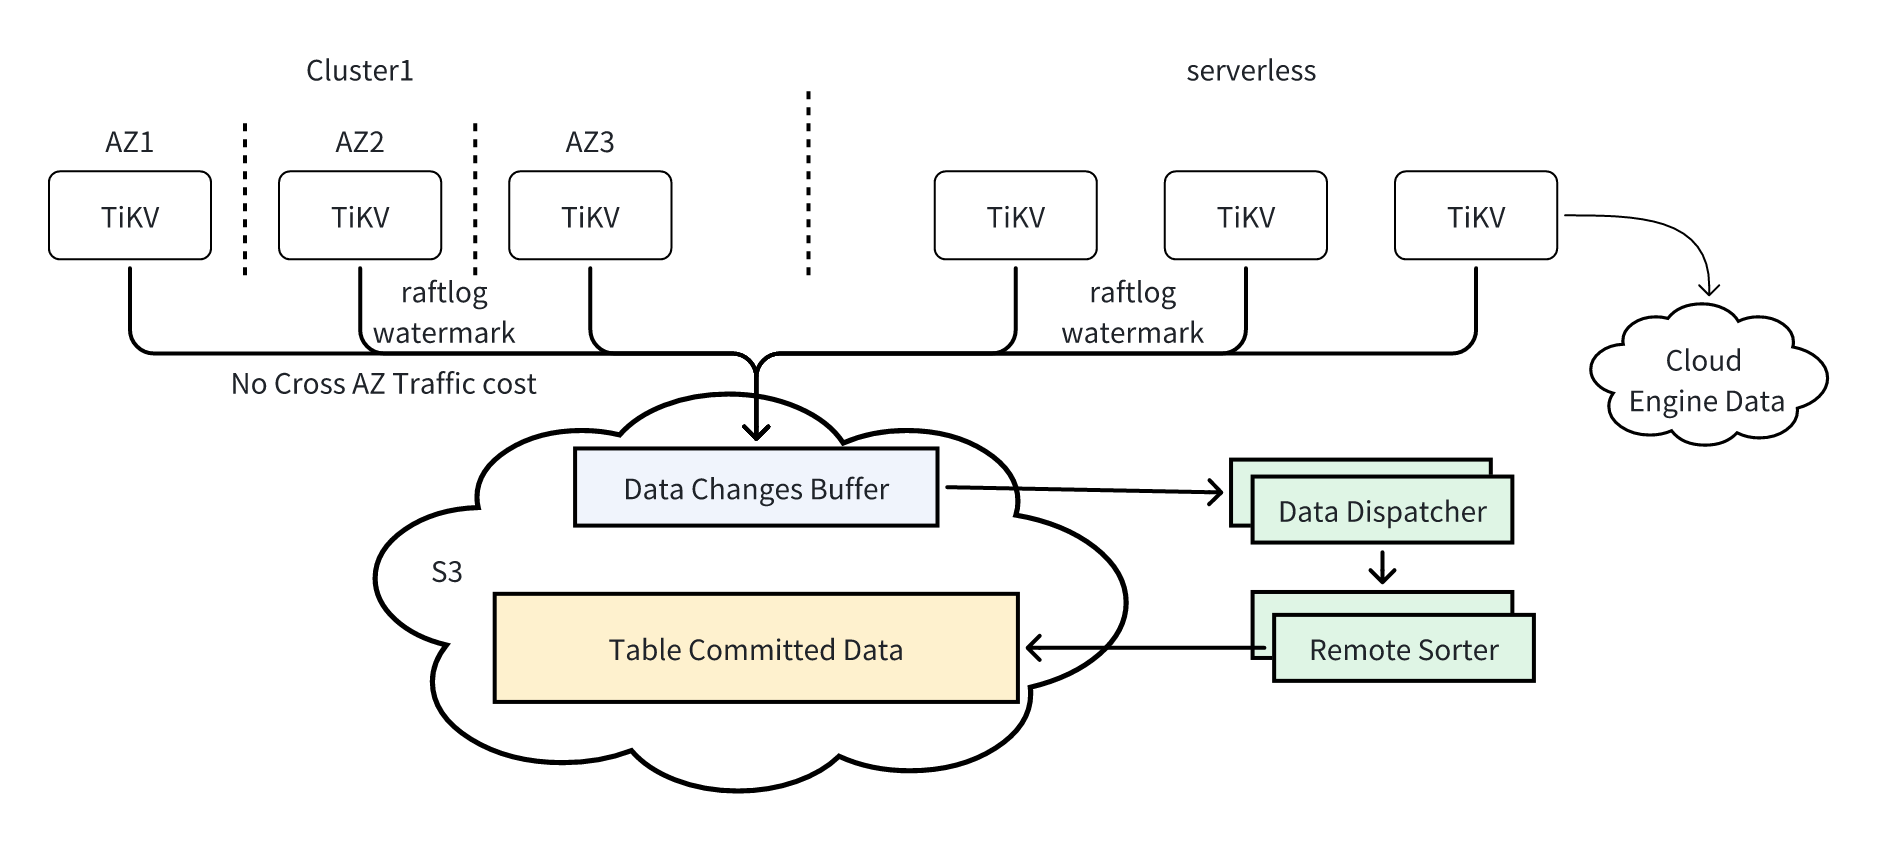 Cluster1
serverless
AZ1
AZ2
AZ3
TiKV
TiKV
TiKV
TiKV
TiKV
TiKV
raftlog
watermark
raftlog
watermark
No Cross AZ Traffic cost
Cloud
Engine Data
Data Changes Buffer
Data Dispatcher
S3
Table Committed Data
Remote Sorter